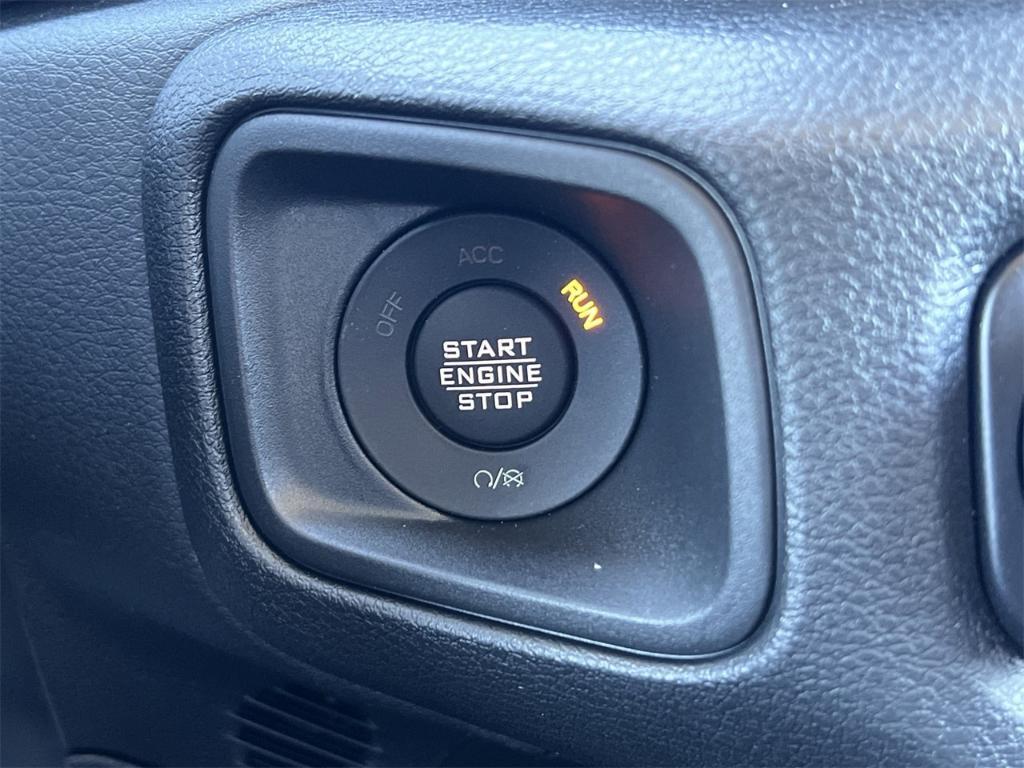 ACC
OFF
RUN
START
ENGINE
STOP